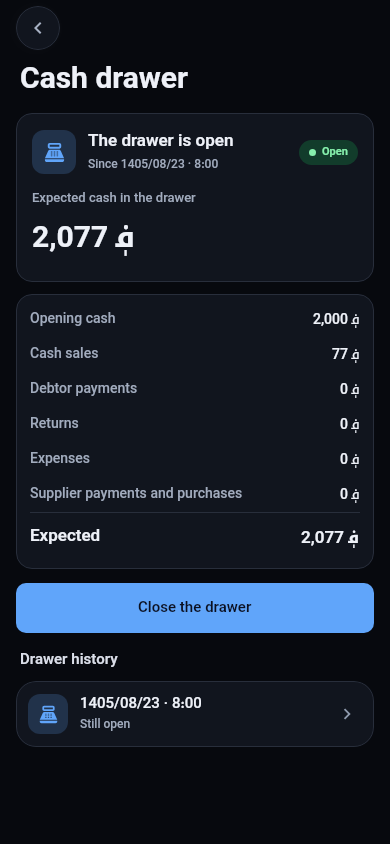 Cash drawer
The drawer is open
Since 1405/08/23 · 8:00
Open
Expected cash in the drawer
2,077 ؋
Opening cash 2,000 ؋
Cash sales 77 ؋
Debtor payments 0 ؋
Returns 0 ؋
Expenses 0 ؋
Supplier payments and purchases 0 ؋
Expected 2,077 ؋
Close the drawer
Drawer history
1405/08/23 · 8:00
Still open